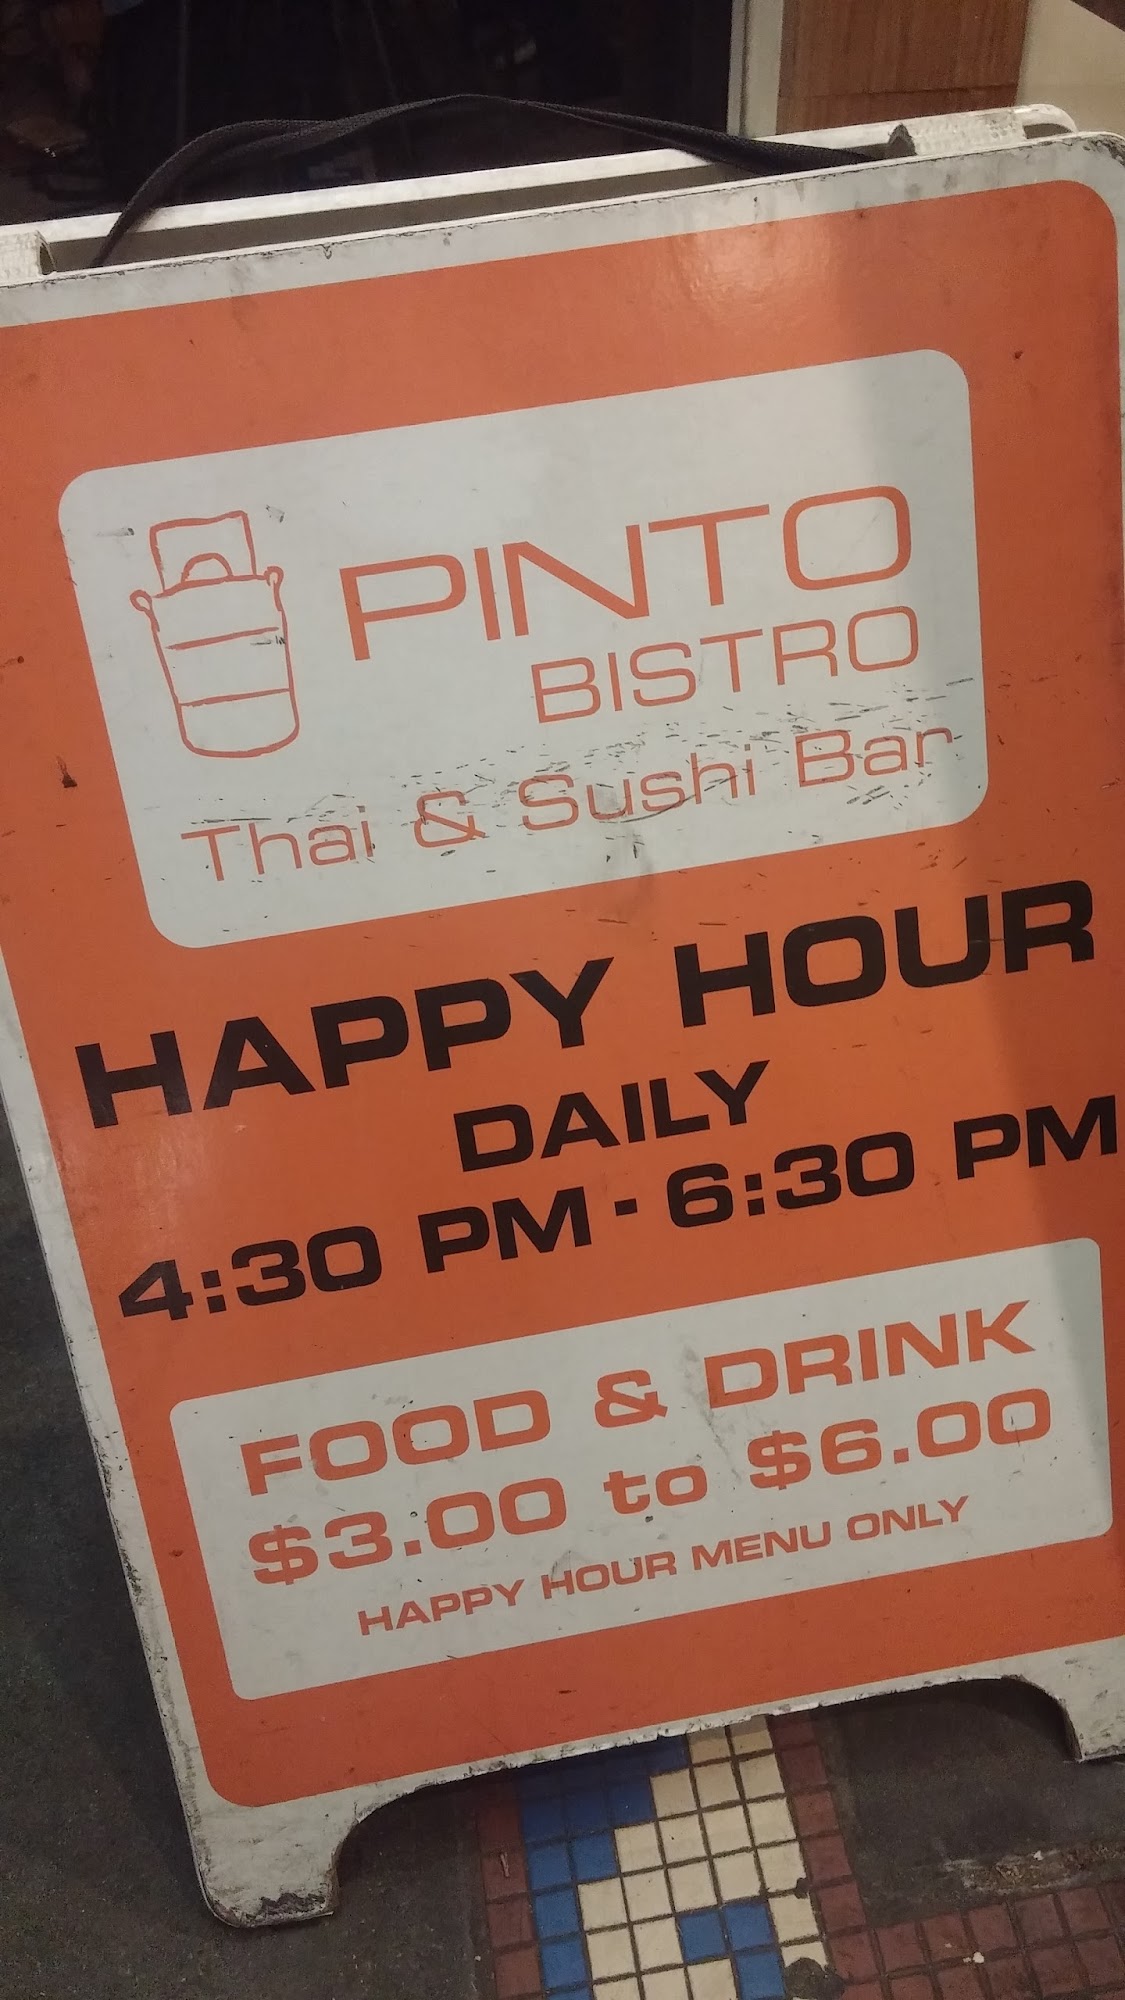 PINTO
BISTRO
Thai & Sushi Bar
HAPPY HOUR
DAILY
4:30 PM - 6:30 PM
FOOD & DRINK
$3.00 to $6.00
HAPPY HOUR MENU ONLY